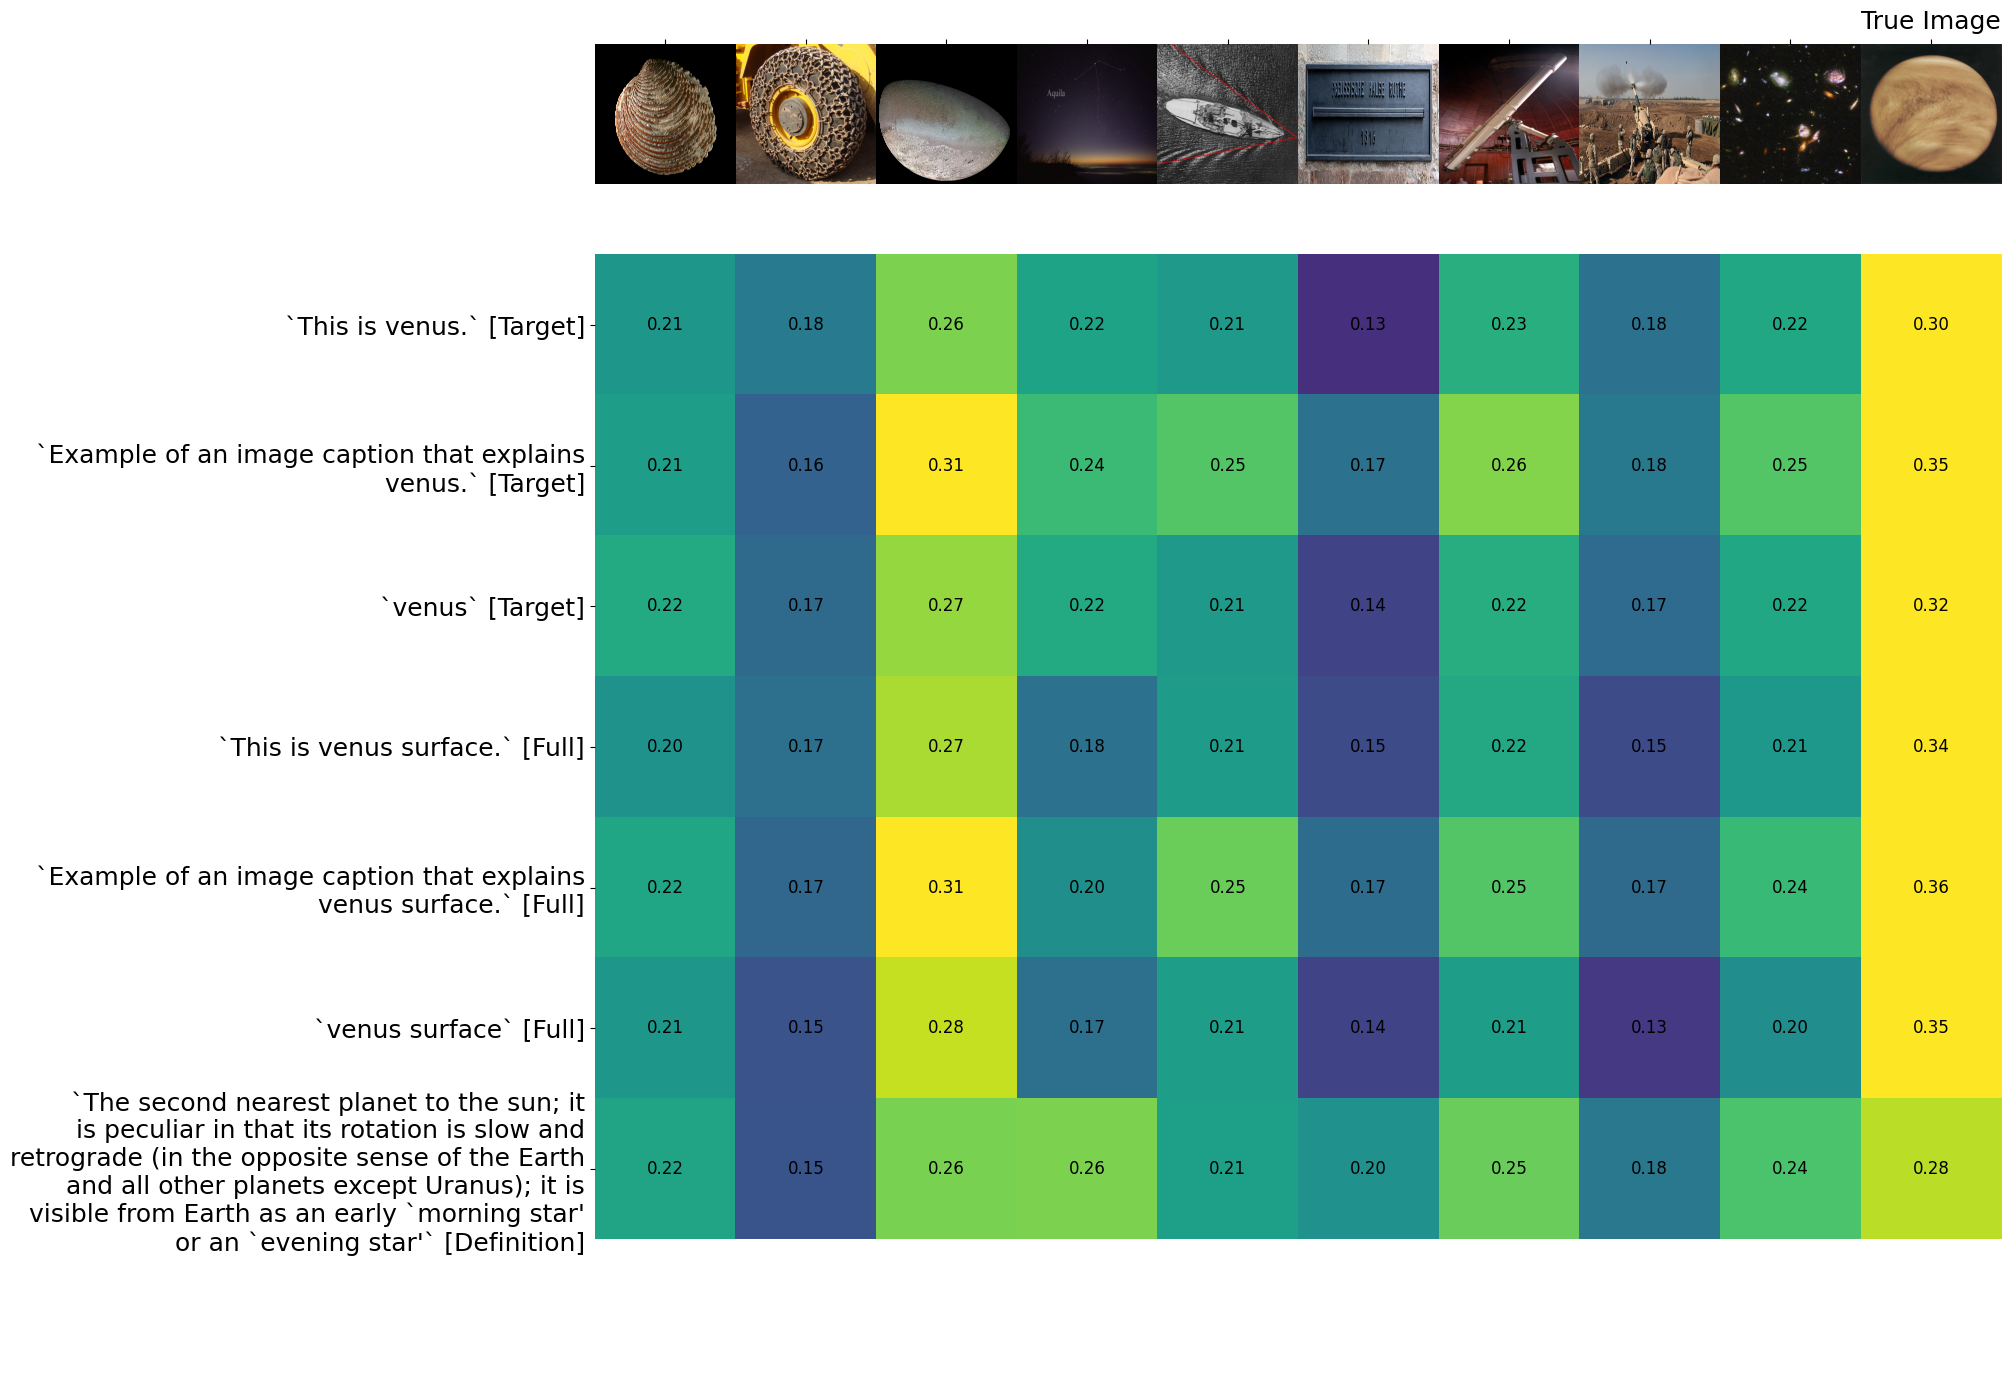 True Image
Aquila
1516
`This is venus.` [Target]
0.21 0.18 0.26 0.22 0.21 0.13 0.23 0.18 0.22 0.30
`Example of an image caption that explains
venus.` [Target]
0.21 0.16 0.31 0.24 0.25 0.17 0.26 0.18 0.25 0.35
`venus` [Target]
0.22 0.17 0.27 0.22 0.21 0.14 0.22 0.17 0.22 0.32
`This is venus surface.` [Full]
0.20 0.17 0.27 0.18 0.21 0.15 0.22 0.15 0.21 0.34
`Example of an image caption that explains
venus surface.` [Full]
0.22 0.17 0.31 0.20 0.25 0.17 0.25 0.17 0.24 0.36
`venus surface` [Full]
0.21 0.15 0.28 0.17 0.21 0.14 0.21 0.13 0.20 0.35
`The second nearest planet to the sun; it
is peculiar in that its rotation is slow and
retrograde (in the opposite sense of the Earth
and all other planets except Uranus); it is
visible from Earth as an early `morning star'
or an `evening star'` [Definition]
0.22 0.15 0.26 0.26 0.21 0.20 0.25 0.18 0.24 0.28